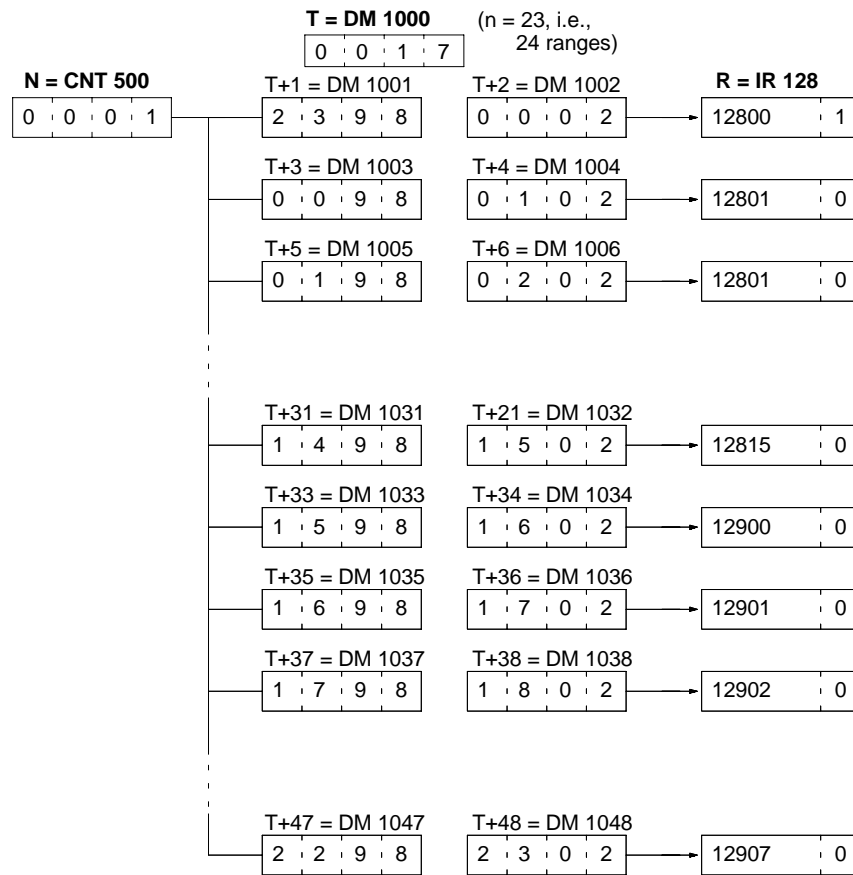 T = DM 1000 (n = 23, i.e.,
24 ranges)
0 0 1 7
N = CNT 500 T+1 = DM 1001 T+2 = DM 1002 R = IR 128
0 0 0 1 2 3 9 8 0 0 0 2 12800 1
T+3 = DM 1003 T+4 = DM 1004
0 0 9 8 0 1 0 2 12801 0
T+5 = DM 1005 T+6 = DM 1006
0 1 9 8 0 2 0 2 12801 0
T+31 = DM 1031 T+21 = DM 1032
1 4 9 8 1 5 0 2 12815 0
T+33 = DM 1033 T+34 = DM 1034
1 5 9 8 1 6 0 2 12900 0
T+35 = DM 1035 T+36 = DM 1036
1 6 9 8 1 7 0 2 12901 0
T+37 = DM 1037 T+38 = DM 1038
1 7 9 8 1 8 0 2 12902 0
T+47 = DM 1047 T+48 = DM 1048
2 2 9 8 2 3 0 2 12907 0